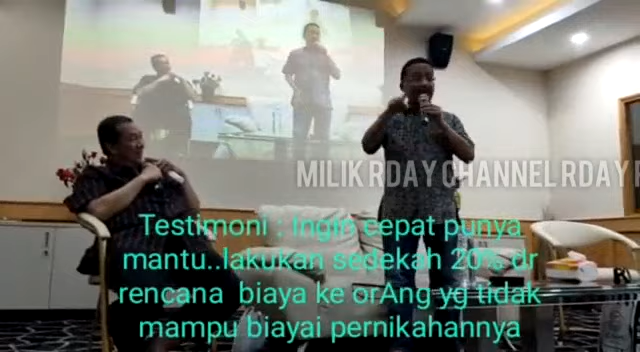 MILIK RDAY CHANNEL RDAY
Testimoni : Ingin cepat punya
mantu..lakukan sedekah 20% dr
rencana biaya ke orAng yg tidak
mampu biayai pernikahannya